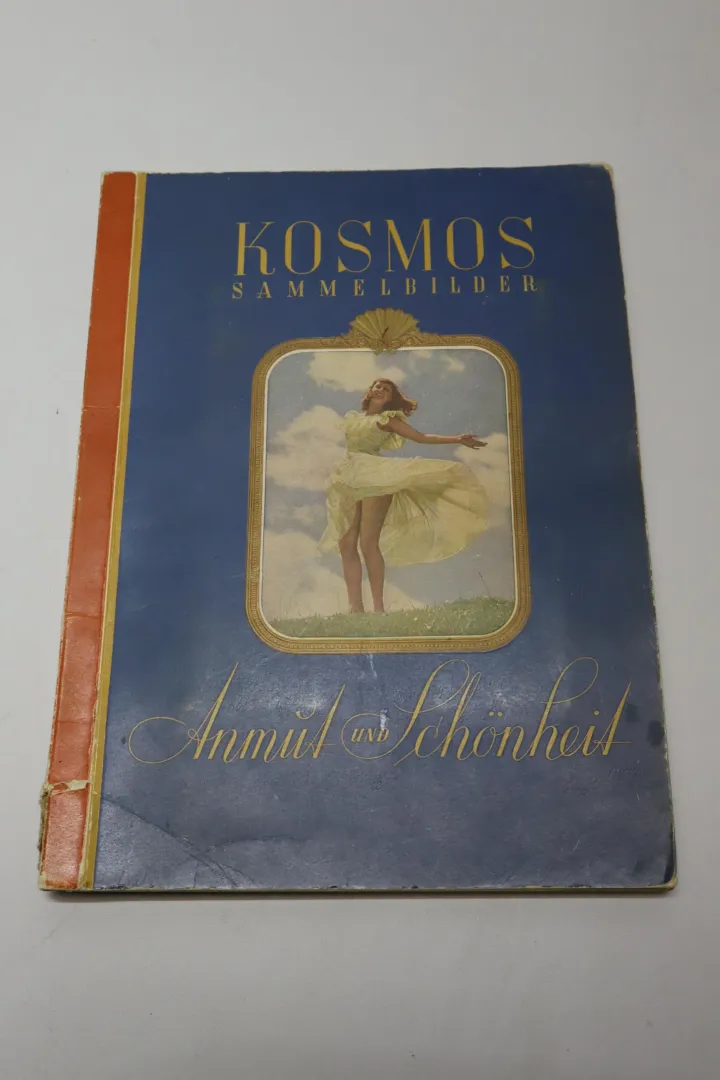 KOSMOS
SAMMELBILDER
Anmut UND Schönheit